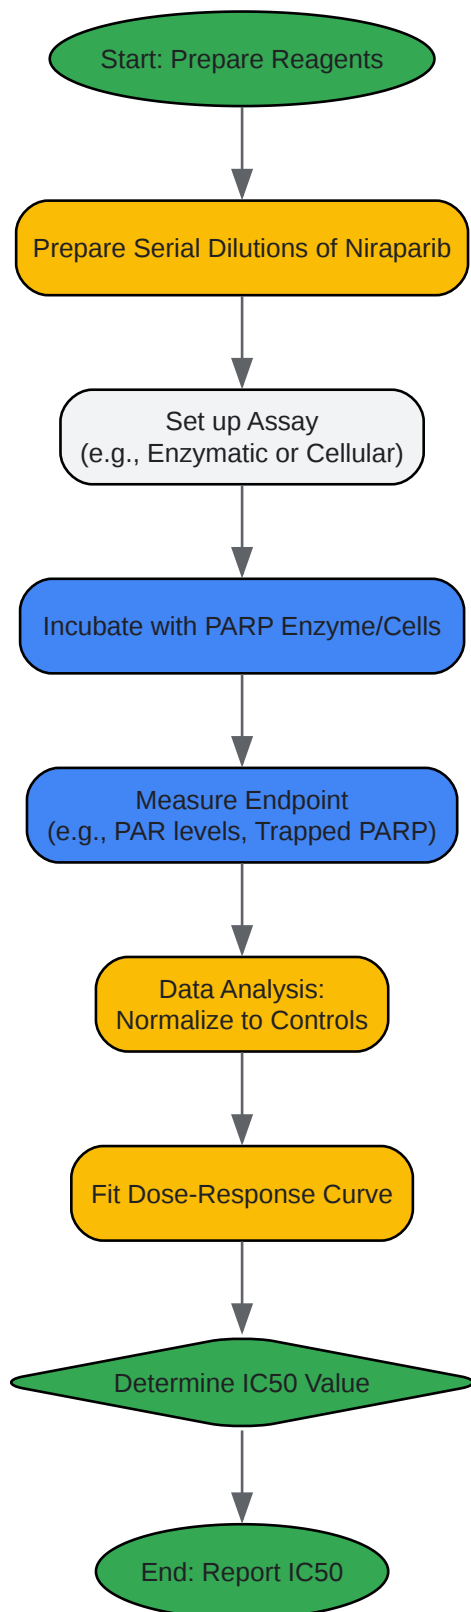 Start: Prepare Reagents
Prepare Serial Dilutions of Niraparib
Set up Assay
(e.g., Enzymatic or Cellular)
Incubate with PARP Enzyme/Cells
Measure Endpoint
(e.g., PAR levels, Trapped PARP)
Data Analysis:
Normalize to Controls
Fit Dose-Response Curve
Determine IC50 Value
End: Report IC50